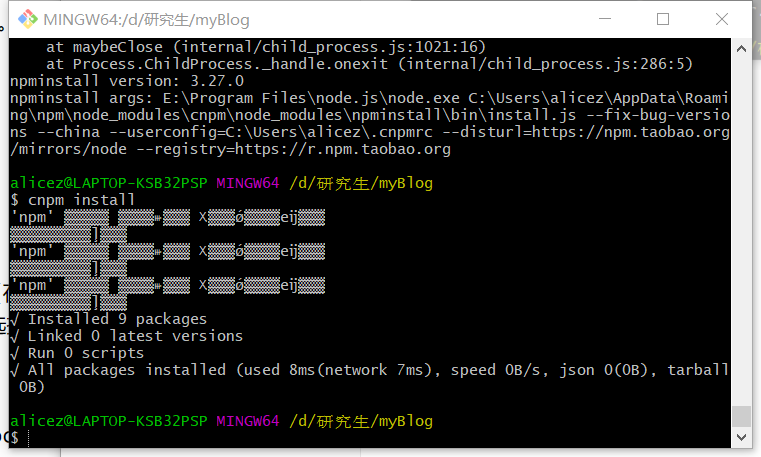 MINGW64:/d/研究生/myBlog
at maybeClose (internal/child_process.js:1021:16)
at Process.ChildProcess._handle.onexit (internal/child_process.js:286:5)
npminstall version: 3.27.0
npminstall args: E:\Program Files\node.js\node.exe C:\Users\alicez\AppData\Roami
ng\npm\node_modules\cnpm\node_modules\npminstall\bin\install.js --fix-bug-versio
ns --china --userconfig=C:\Users\alicez\.cnpmrc --disturl=https://npm.taobao.org
/mirrors/node --registry=https://r.npm.taobao.org
alicez@LAPTOP-KSB32PSP MINGW64 /d/研究生/myBlog
$ cnpm install
'npm'
'npm'
'npm'
√ Installed 9 packages
√ Linked 0 latest versions
√ Run 0 scripts
√ All packages installed (used 8ms(network 7ms), speed 0B/s, json 0(0B), tarball
0B)
alicez@LAPTOP-KSB32PSP MINGW64 /d/研究生/myBlog
$